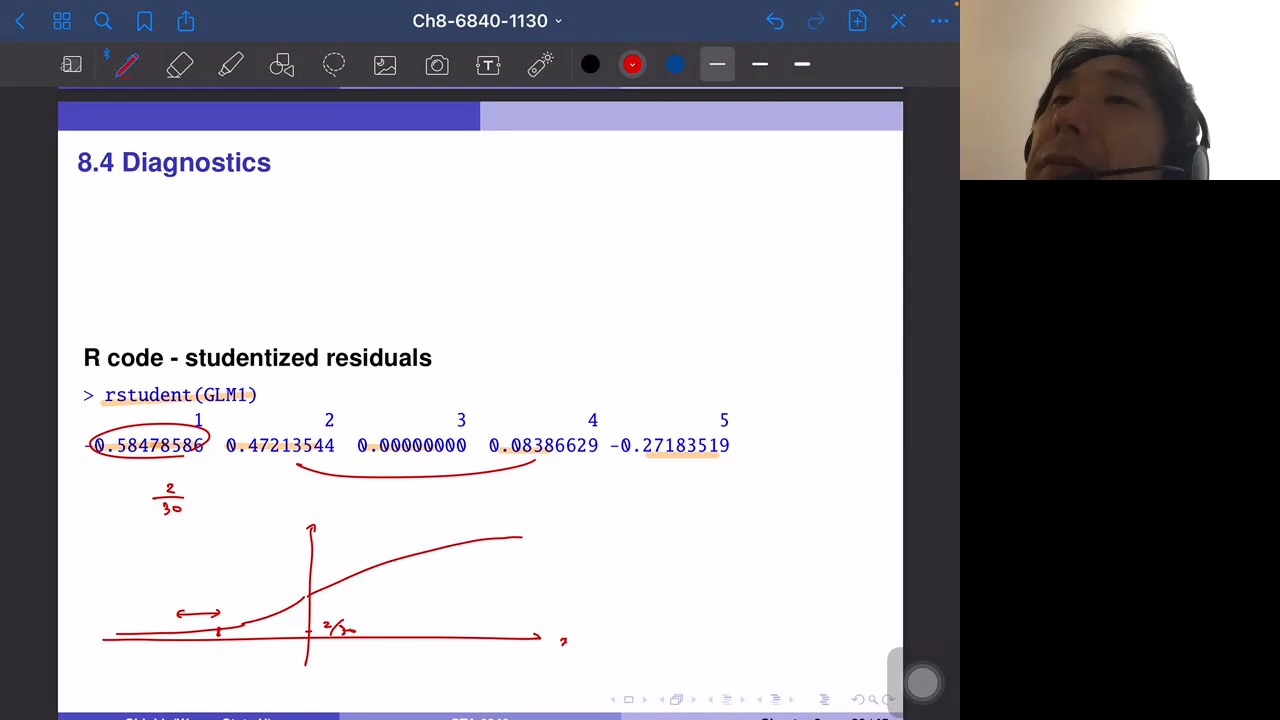 Ch8-6840-1130
8.4 Diagnostics
R code - studentized residuals
> rstudent(GLM1)
1 2 3 4 5
-0.58478586 0.47213544 0.00000000 0.08386629 -0.27183519
2
30
2/30
x